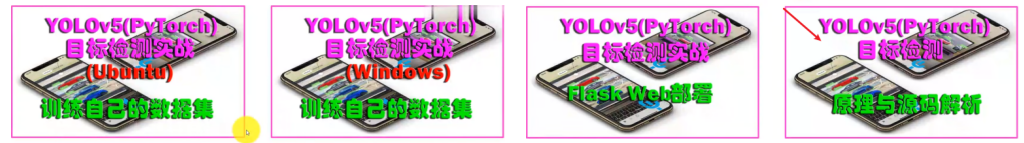 YOLOv5(PyTorch)
目标检测实战
(Ubuntu)
训练自己的数据集
YOLOv5(PyTorch)
目标检测实战
(Windows)
训练自己的数据集
YOLOv5(PyTorch)
目标检测实战
Flask Web部署
YOLOv5(PyTorch)
目标检测
原理与源码解析